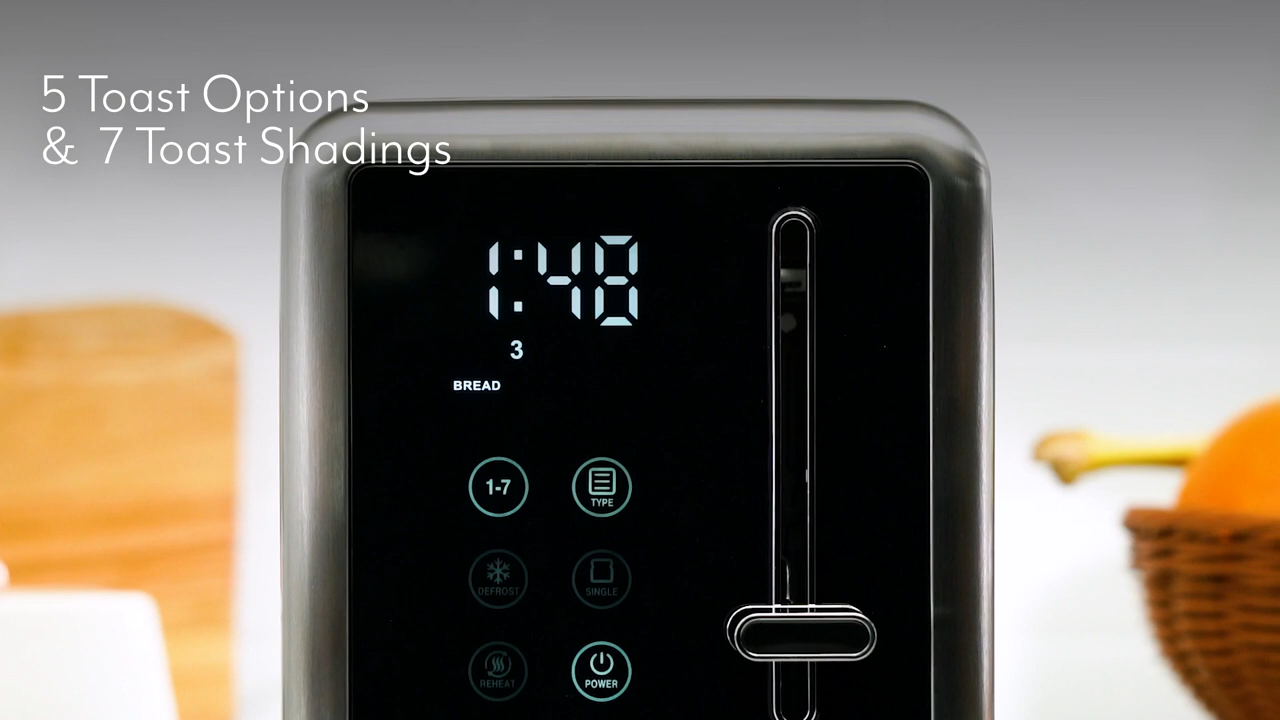 5 Toast Options
& 7 Toast Shadings
1:48
3
BREAD
1-7
TYPE
DEFROST
SINGLE
REHEAT
POWER